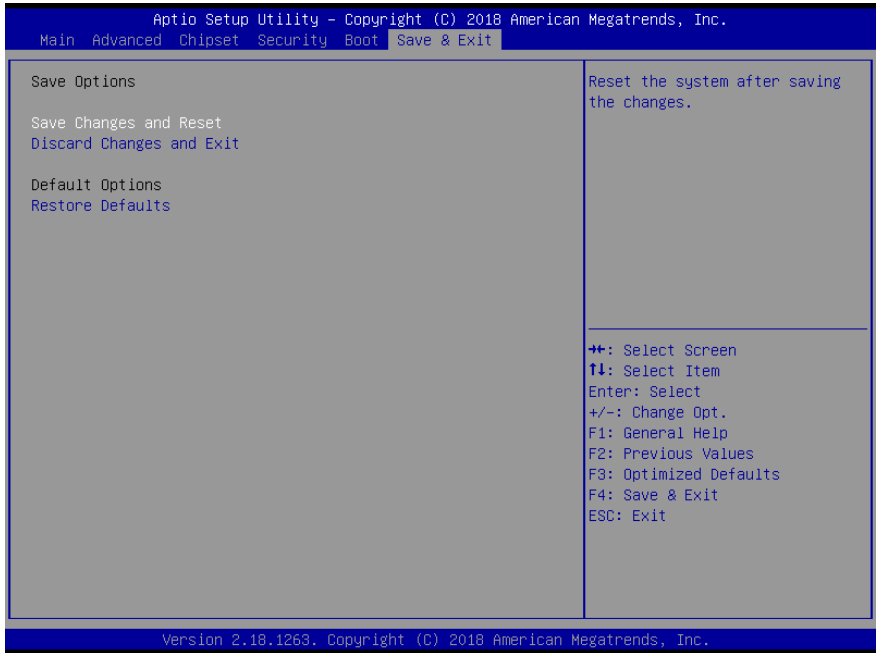 Aptio Setup Utility – Copyright (C) 2018 American Megatrends, Inc.
Main Advanced Chipset Security Boot Save & Exit
Save Options
Save Changes and Reset
Discard Changes and Exit
Default Options
Restore Defaults
Reset the system after saving
the changes.
→←: Select Screen
↑↓: Select Item
Enter: Select
+/-: Change Opt.
F1: General Help
F2: Previous Values
F3: Optimized Defaults
F4: Save & Exit
ESC: Exit
Version 2.18.1263. Copyright (C) 2018 American Megatrends, Inc.